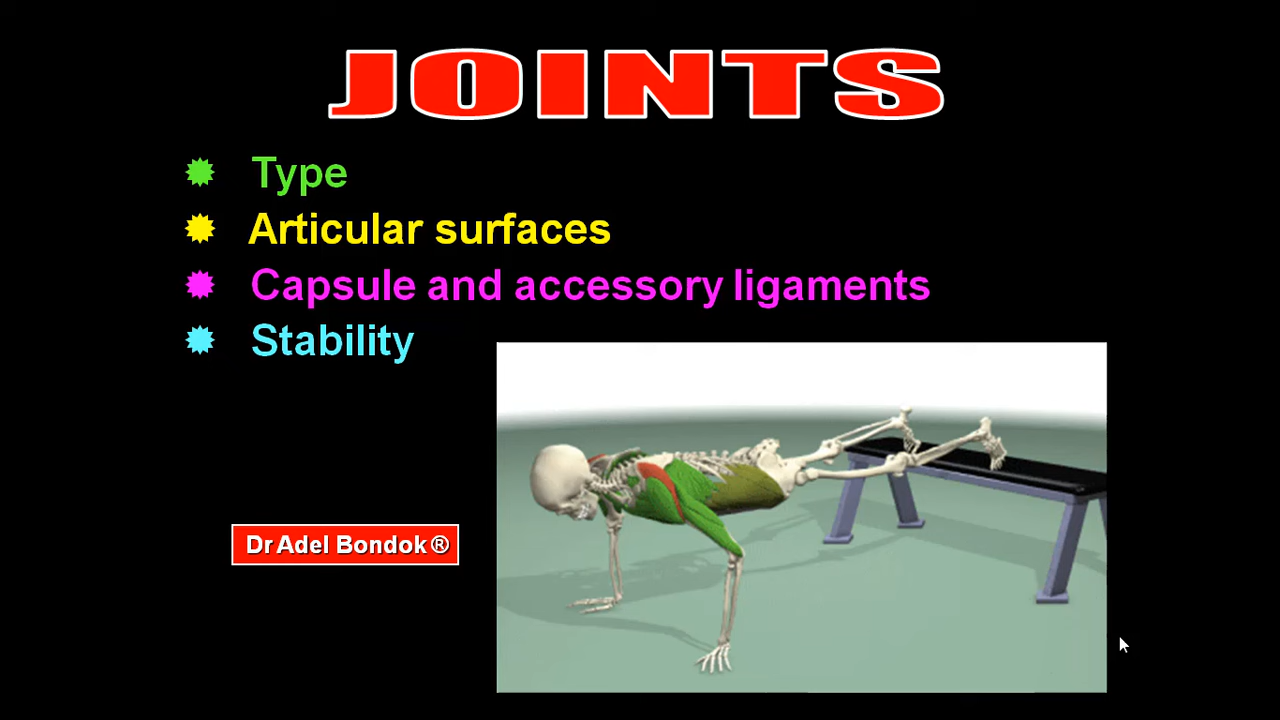 JOINTS
Type
Articular surfaces
Capsule and accessory ligaments
Stability
Dr Adel Bondok ®